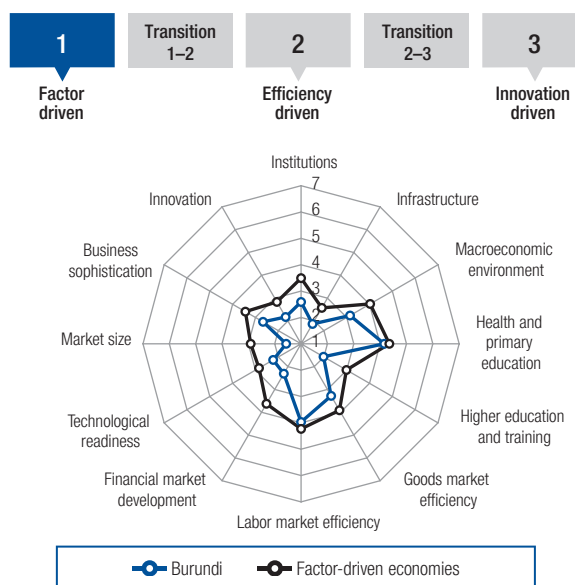 1
Transition
1–2
2
Transition
2–3
3
Factor
driven
Efficiency
driven
Innovation
driven
Institutions
Infrastructure
Macroeconomic
environment
Health and
primary
education
Higher education
and training
Goods market
efficiency
Labor market efficiency
Financial market
development
Technological
readiness
Market size
Business
sophistication
Innovation
7
6
5
4
3
2
1
Burundi
Factor-driven economies